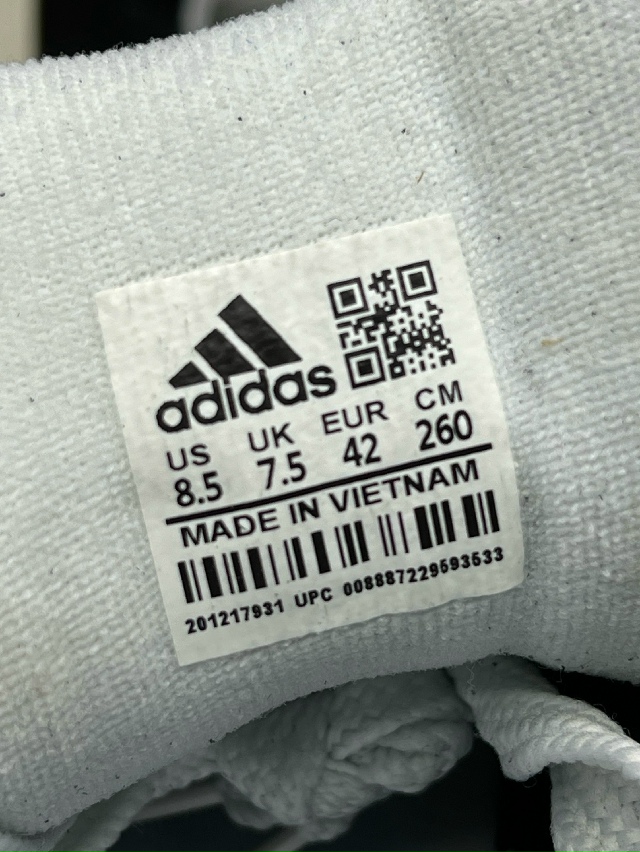 adidas
US UK EUR CM
8.5 7.5 42 260
MADE IN VIETNAM
201217931 UPC 008887229593533